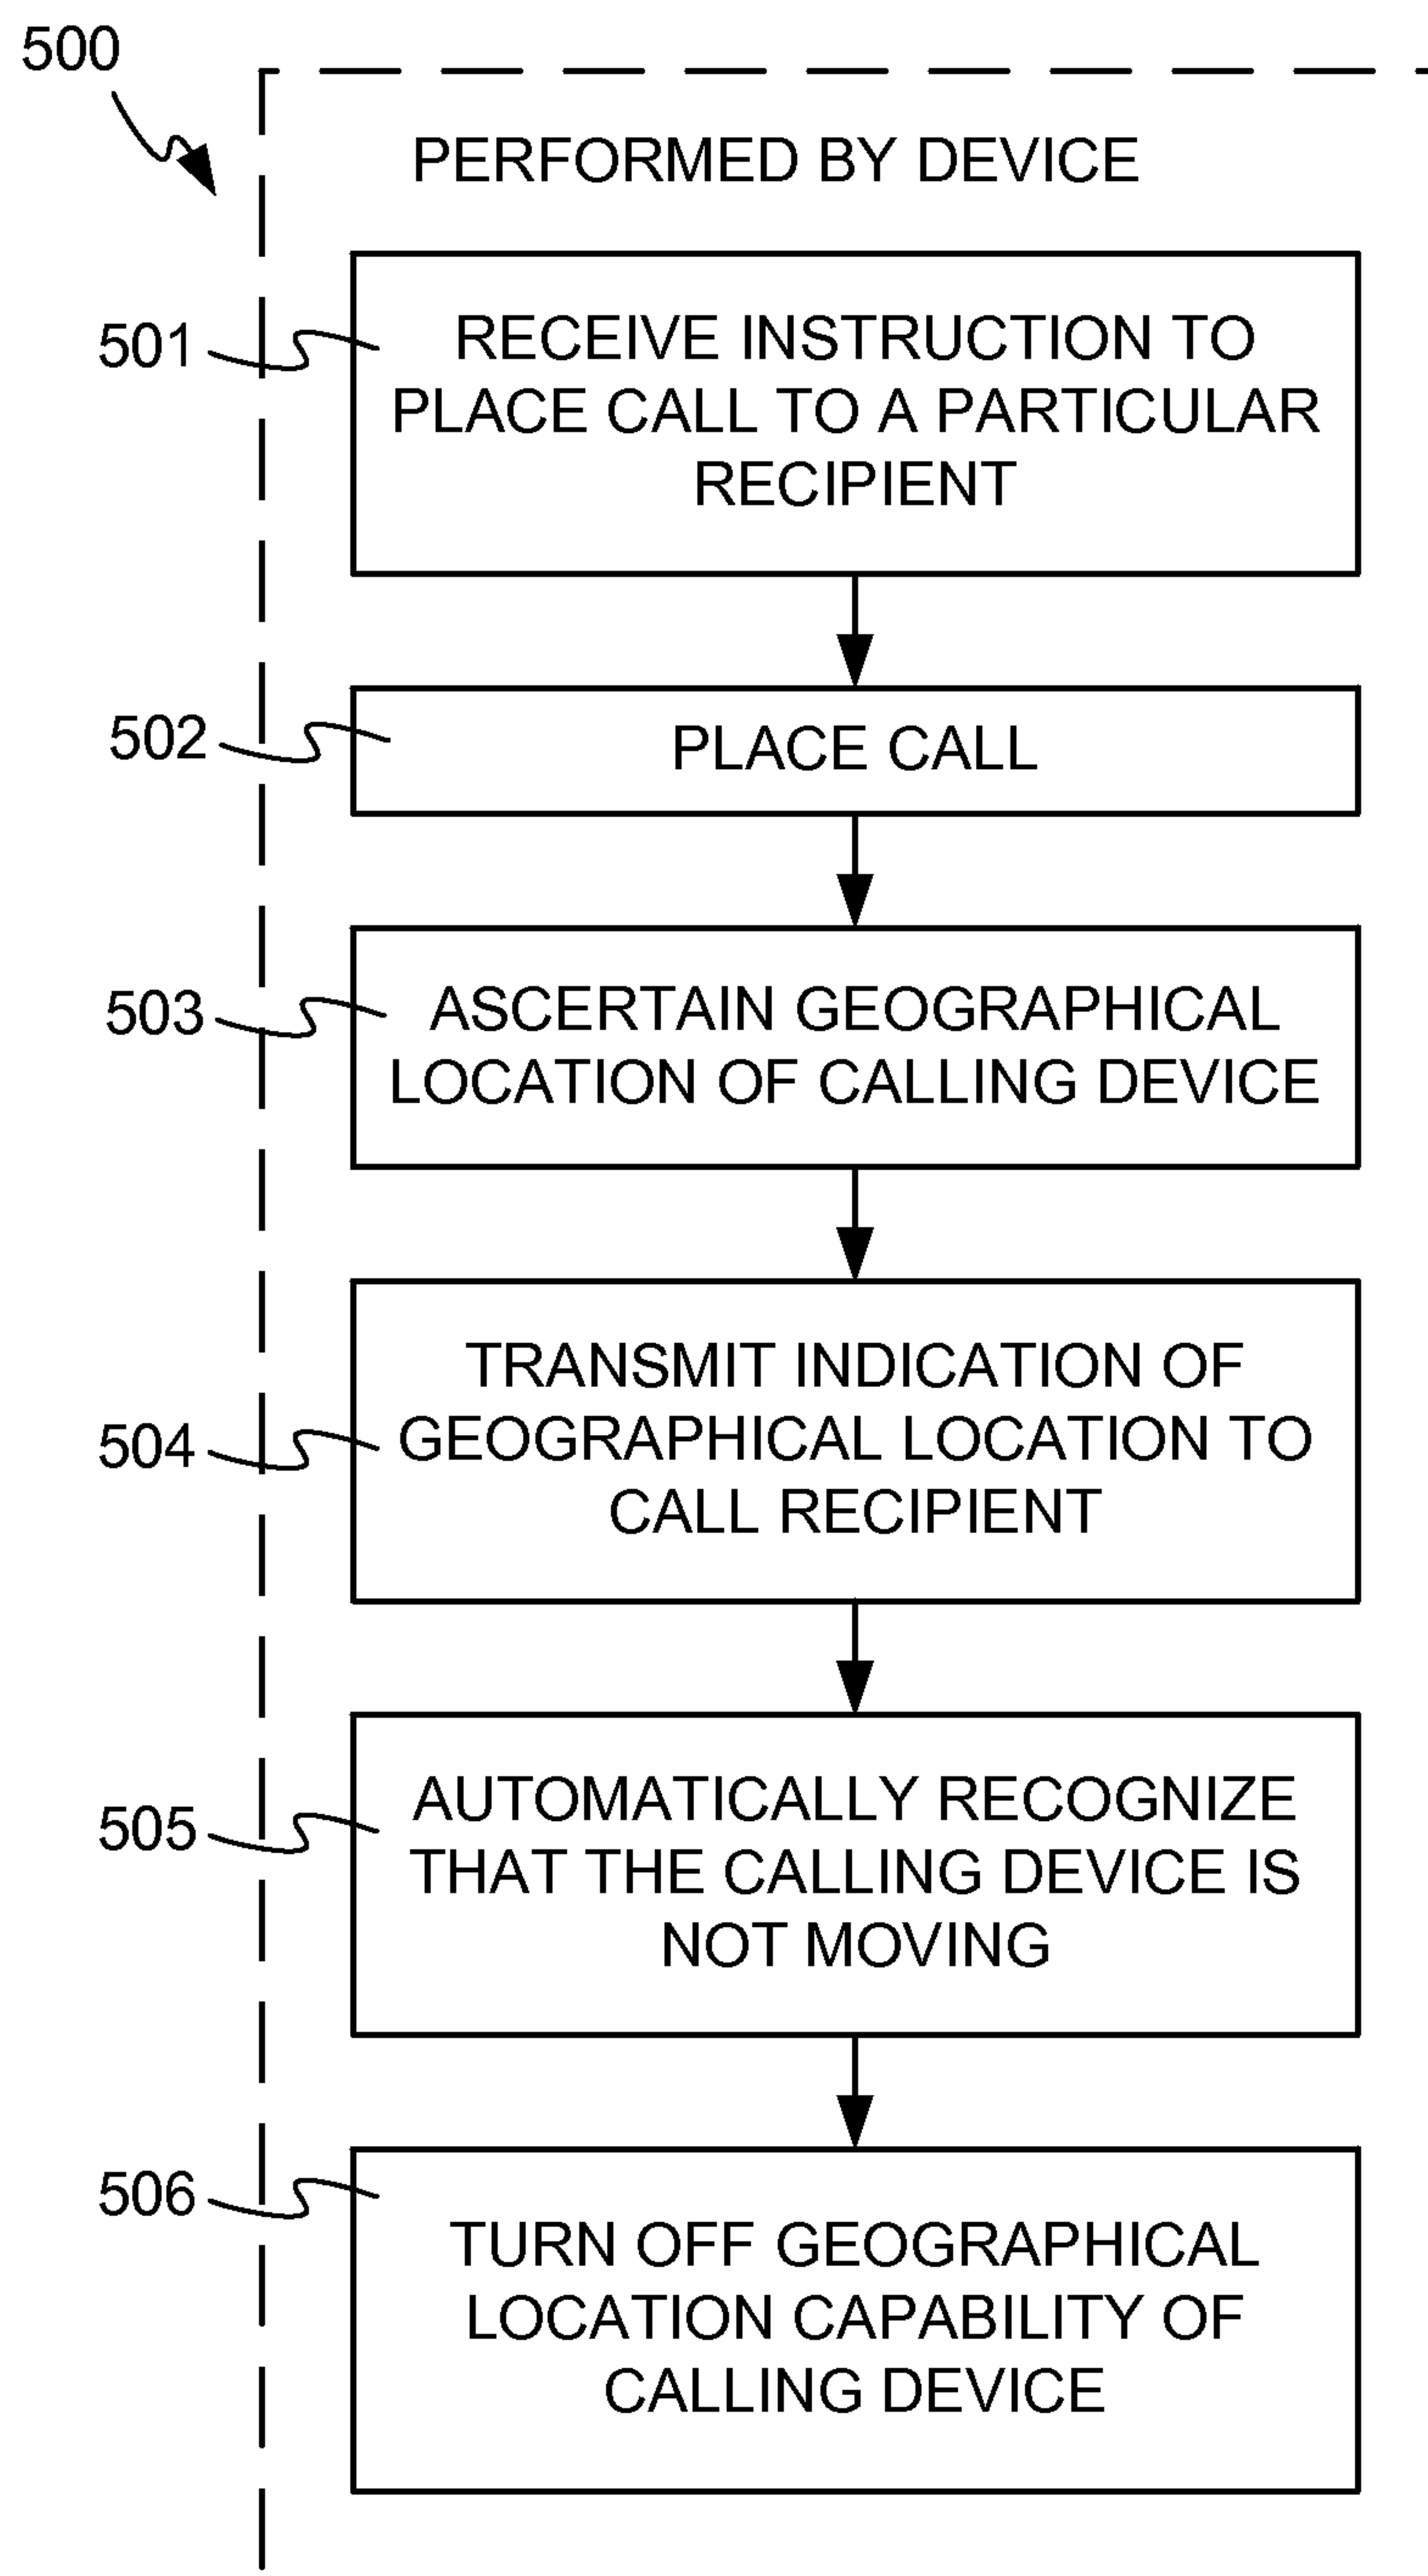 500
PERFORMED BY DEVICE
501
RECEIVE INSTRUCTION TO
PLACE CALL TO A PARTICULAR
RECIPIENT
502
PLACE CALL
503
ASCERTAIN GEOGRAPHICAL
LOCATION OF CALLING DEVICE
504
TRANSMIT INDICATION OF
GEOGRAPHICAL LOCATION TO
CALL RECIPIENT
505
AUTOMATICALLY RECOGNIZE
THAT THE CALLING DEVICE IS
NOT MOVING
506
TURN OFF GEOGRAPHICAL
LOCATION CAPABILITY OF
CALLING DEVICE